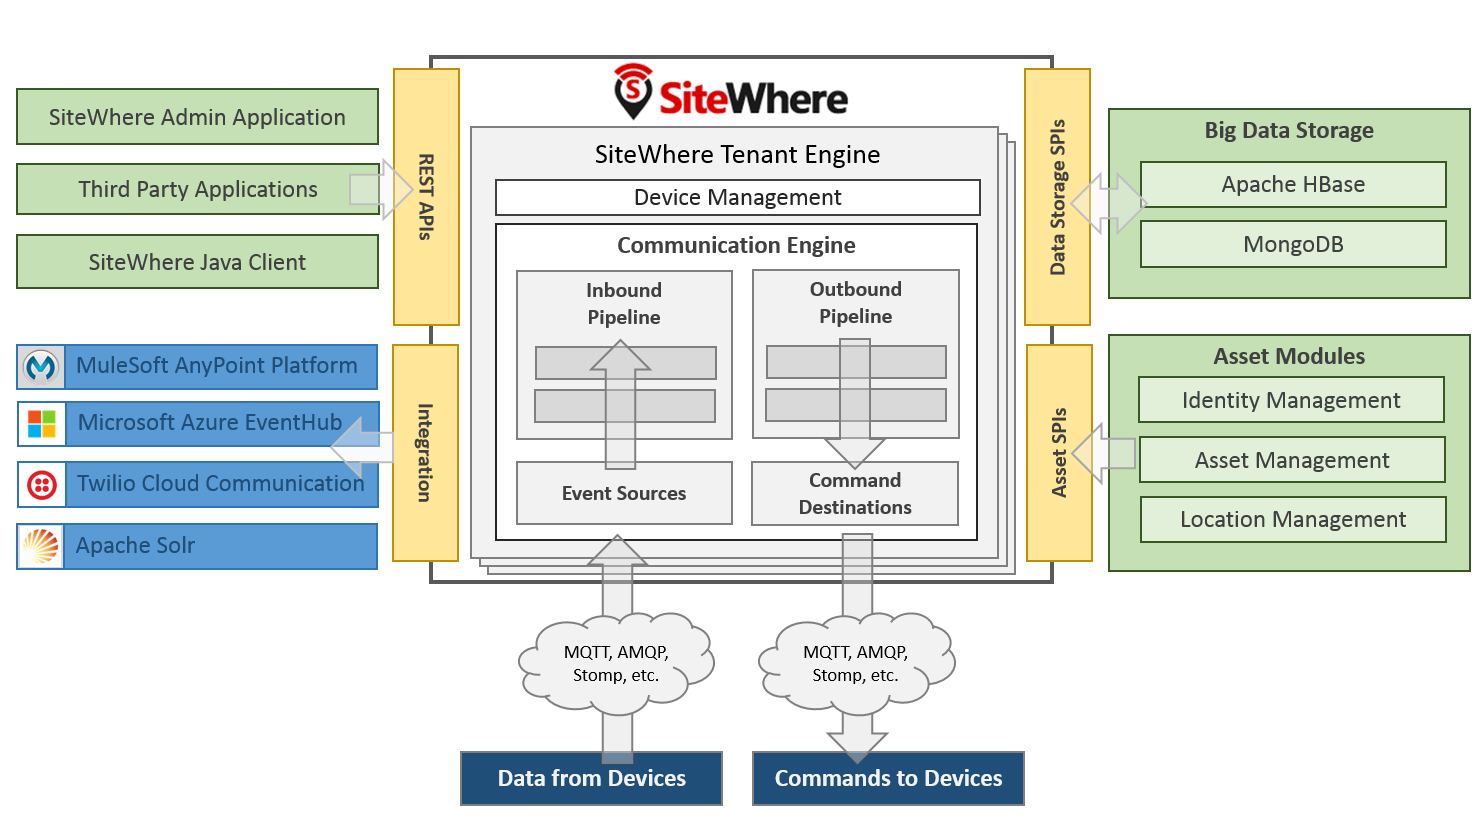 SiteWhere
SiteWhere Admin Application
Third Party Applications
SiteWhere Java Client
REST APIs
MuleSoft AnyPoint Platform
Microsoft Azure EventHub
Twilio Cloud Communication
Apache Solr
Integration
SiteWhere Tenant Engine
Device Management
Communication Engine
Inbound
Pipeline
Outbound
Pipeline
Event Sources
Command
Destinations
Data Storage SPIs
Big Data Storage
Apache HBase
MongoDB
Asset SPIs
Asset Modules
Identity Management
Asset Management
Location Management
MQTT, AMQP,
Stomp, etc.
MQTT, AMQP,
Stomp, etc.
Data from Devices
Commands to Devices